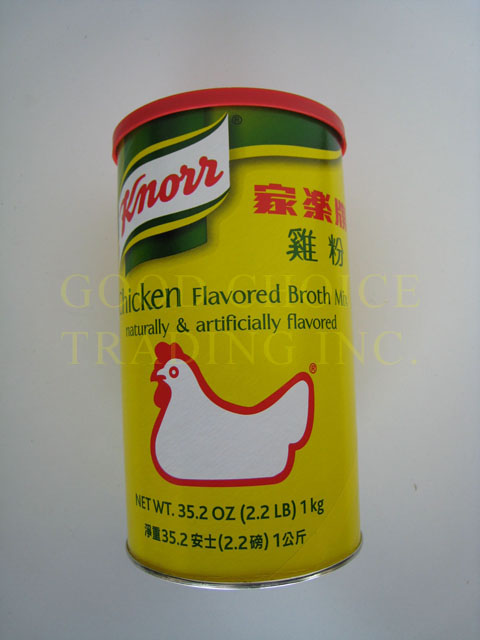 Knorr®
家樂牌
雞粉
Chicken Flavored Broth Mix
naturally & artificially flavored
GOOD CHOICE
TRADING INC.
®
NET WT. 35.2 OZ (2.2 LB) 1 kg
淨重35.2 安士(2.2磅) 1公斤